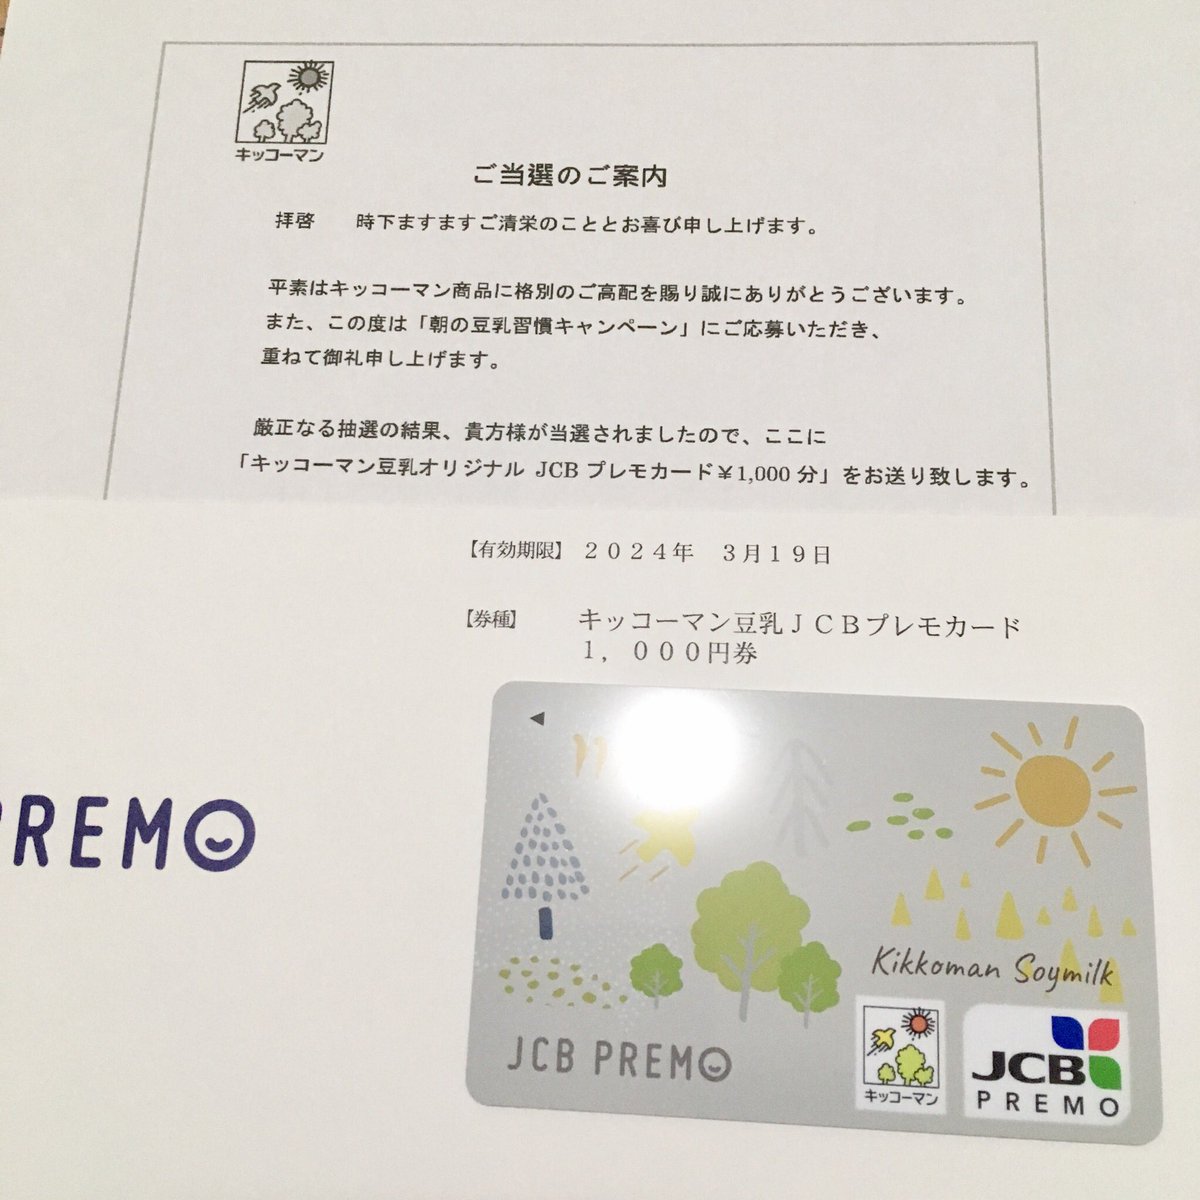 キッコーマン
ご当選のご案内
拝啓　時下ますますご清栄のこととお喜び申し上げます。
平素はキッコーマン商品に格別のご高配を賜り誠にありがとうございます。
また、この度は「朝の豆乳習慣キャンペーン」にご応募いただき、
重ねて御礼申し上げます。
厳正なる抽選の結果、貴方様が当選されましたので、ここに
「キッコーマン豆乳オリジナル JCB プレモカード￥1,000 分」をお送り致します。
【有効期限】 ２０２４年　３月１９日
【券種】　キッコーマン豆乳ＪＣＢプレモカード
１，０００円券
PREMO
Kikkoman Soymilk
JCB PREMO
キッコーマン
JCB
PREMO